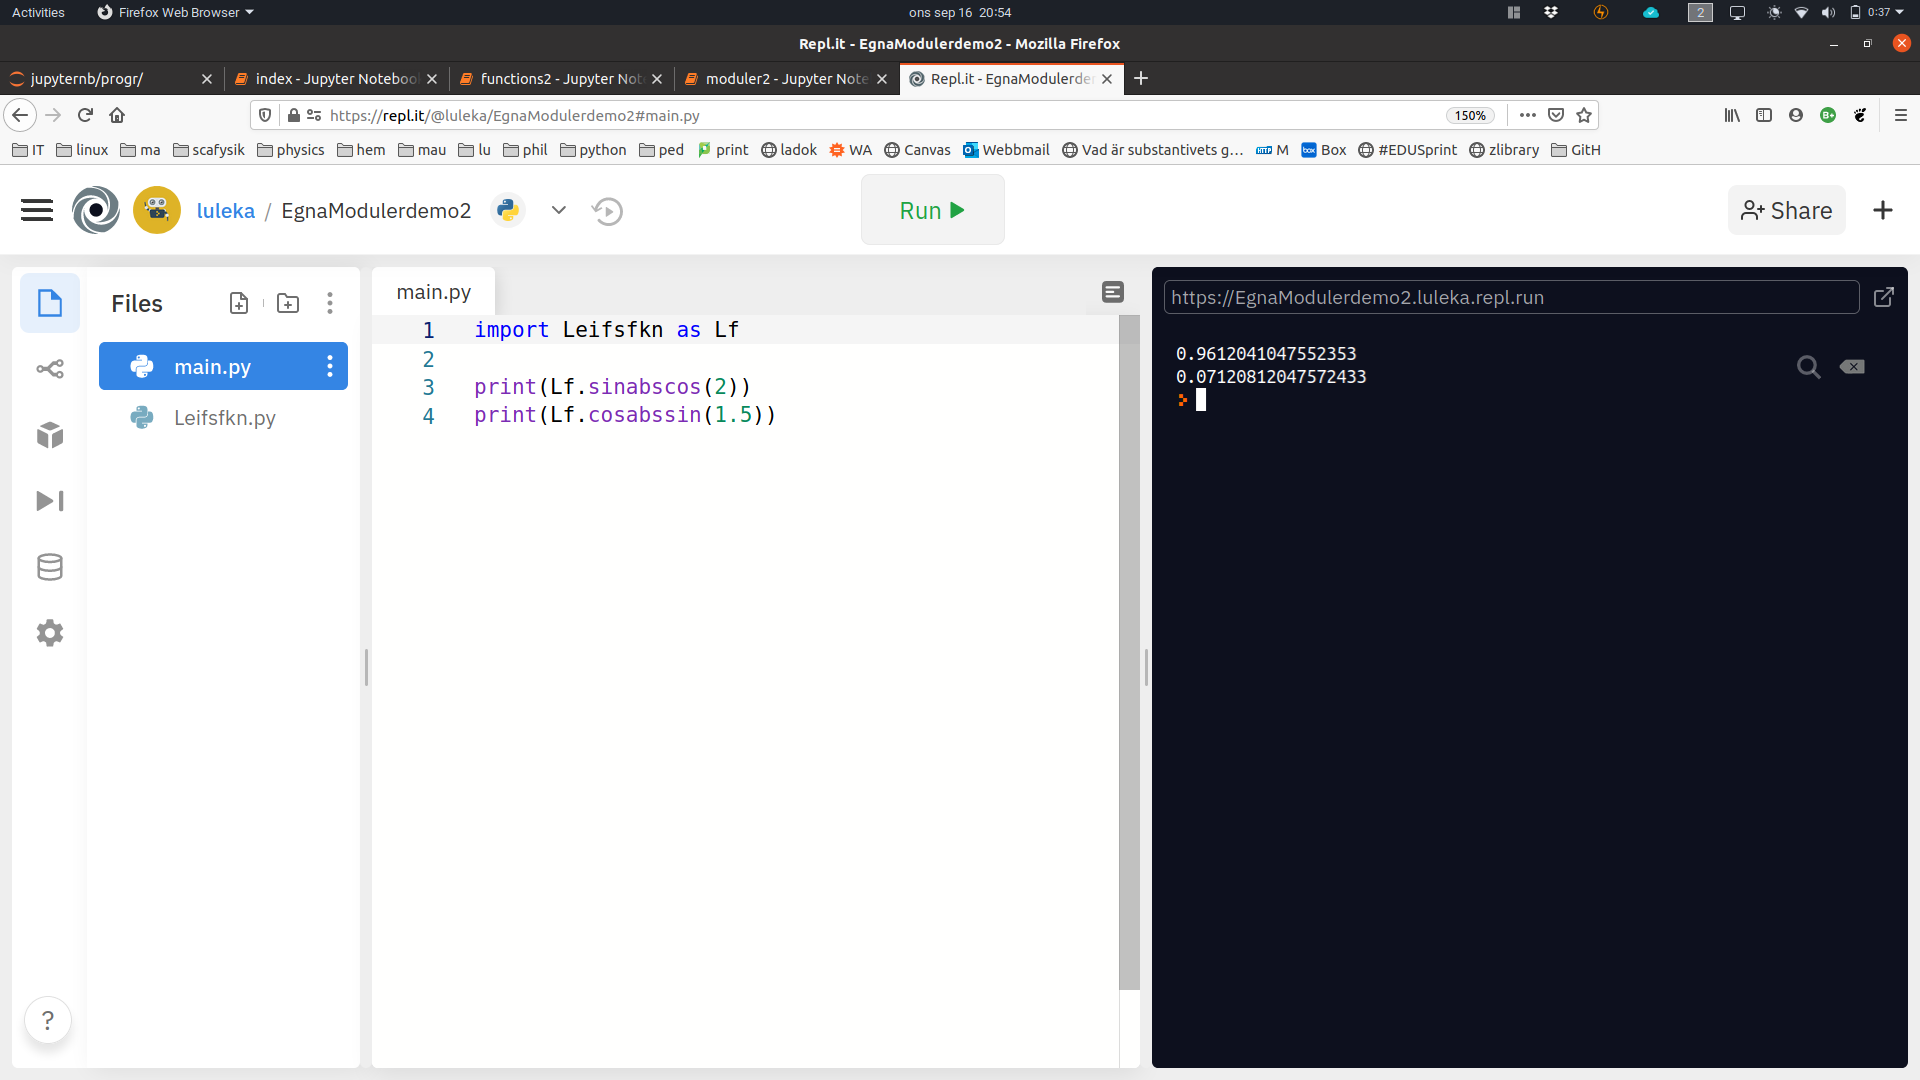 Activities Firefox Web Browser ons sep 16 20:54 2 0:37
Repl.it - EgnaModulerdemo2 - Mozilla Firefox
jupyternb/progr/ index - Jupyter Noteboo functions2 - Jupyter Not moduler2 - Jupyter Note Repl.it - EgnaModulerde
https://repl.it/@luleka/EgnaModulerdemo2#main.py 150%
IT linux ma scafysik physics hem mau lu phil python ped print ladok WA Canvas Webbmail Vad är substantivets g... M Box #EDUSprint zlibrary GitH
luleka / EgnaModulerdemo2 Run Share
Files
main.py
Leifsfkn.py
main.py
1 import Leifsfkn as Lf
2
3 print(Lf.sinabscos(2))
4 print(Lf.cosabssin(1.5))
https://EgnaModulerdemo2.luleka.repl.run
0.9612041047552353
0.07120812047572433
?